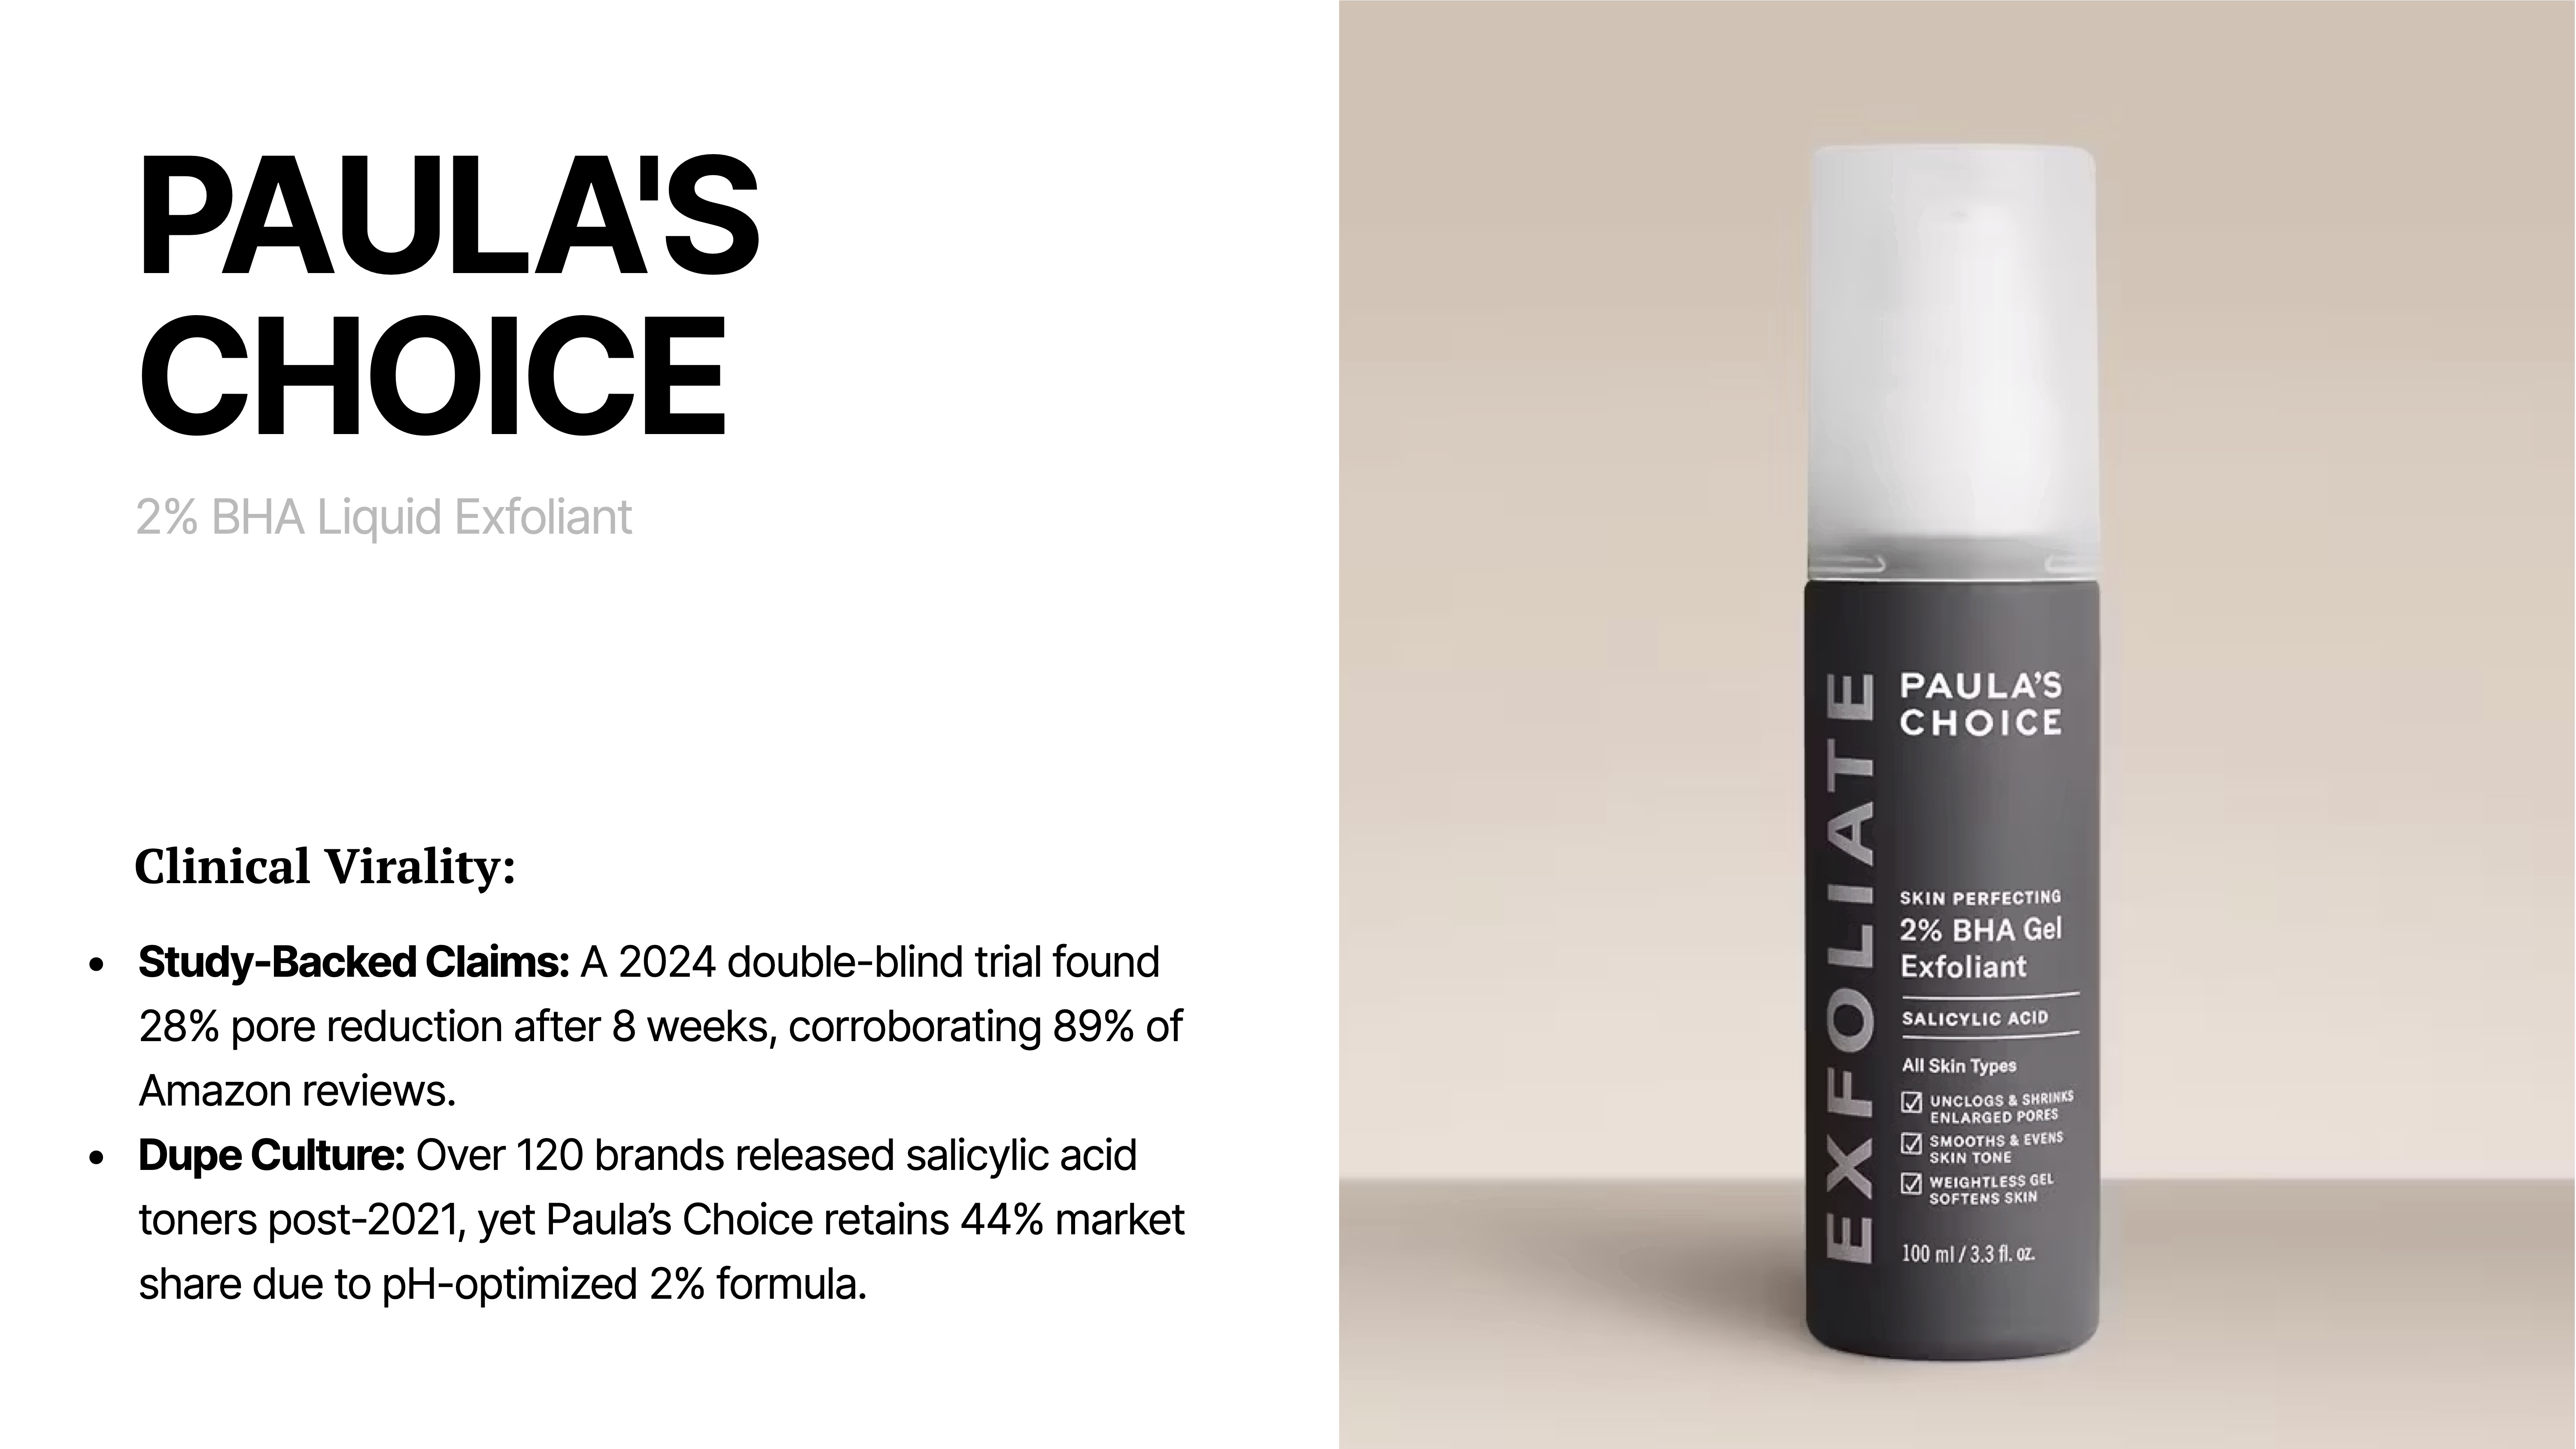 PAULA'S
CHOICE
2% BHA Liquid Exfoliant
Clinical Virality:
• Study-Backed Claims: A 2024 double-blind trial found
28% pore reduction after 8 weeks, corroborating 89% of
Amazon reviews.
• Dupe Culture: Over 120 brands released salicylic acid
toners post-2021, yet Paula’s Choice retains 44% market
share due to pH-optimized 2% formula.
EXFOLIATE
PAULA’S
CHOICE
SKIN PERFECTING
2% BHA Gel
Exfoliant
SALICYLIC ACID
All Skin Types
UNCLOGS & SHRINKS
ENLARGED PORES
SMOOTHS & EVENS
SKIN TONE
WEIGHTLESS GEL
SOFTENS SKIN
100 ml / 3.3 fl. oz.